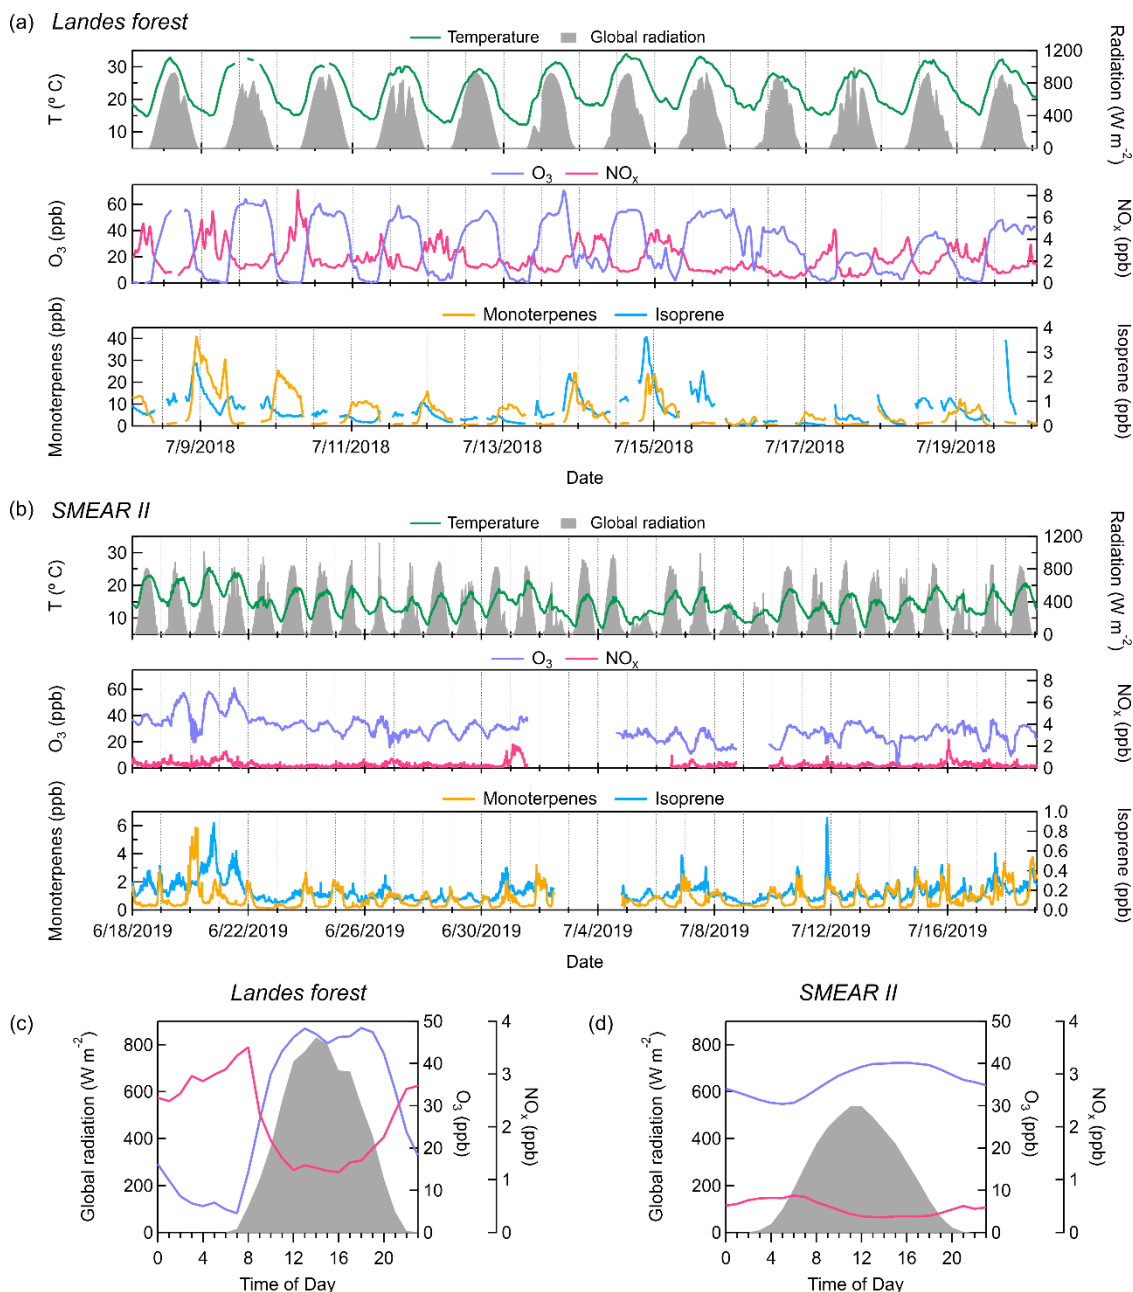 (a) Landes forest
Temperature Global radiation
T (º C)
30
20
10
1200
800
400
0
Radiation (W m-2)
O3 NOx
O3 (ppb)
60
40
20
0
8
6
4
2
0
NOx (ppb)
Monoterpenes Isoprene
Monoterpenes (ppb)
40
30
20
10
0
4
3
2
1
0
Isoprene (ppb)
7/9/2018 7/11/2018 7/13/2018 7/15/2018 7/17/2018 7/19/2018
Date
(b) SMEAR II
Temperature Global radiation
T (º C)
30
20
10
1200
800
400
0
Radiation (W m-2)
O3 NOx
O3 (ppb)
60
40
20
0
8
6
4
2
0
NOx (ppb)
Monoterpenes Isoprene
Monoterpenes (ppb)
6
4
2
0
1.0
0.8
0.6
0.4
0.2
0.0
Isoprene (ppb)
6/18/2019 6/22/2019 6/26/2019 6/30/2019 7/4/2019 7/8/2019 7/12/2019 7/16/2019
Date
(c) Landes forest
Global radiation (W m-2)
800
600
400
200
0
50
40
30
20
10
0
O3 (ppb)
4
3
2
1
0
NOx (ppb)
0 4 8 12 16 20
Time of Day
(d) SMEAR II
Global radiation (W m-2)
800
600
400
200
0
50
40
30
20
10
0
O3 (ppb)
4
3
2
1
0
NOx (ppb)
0 4 8 12 16 20
Time of Day